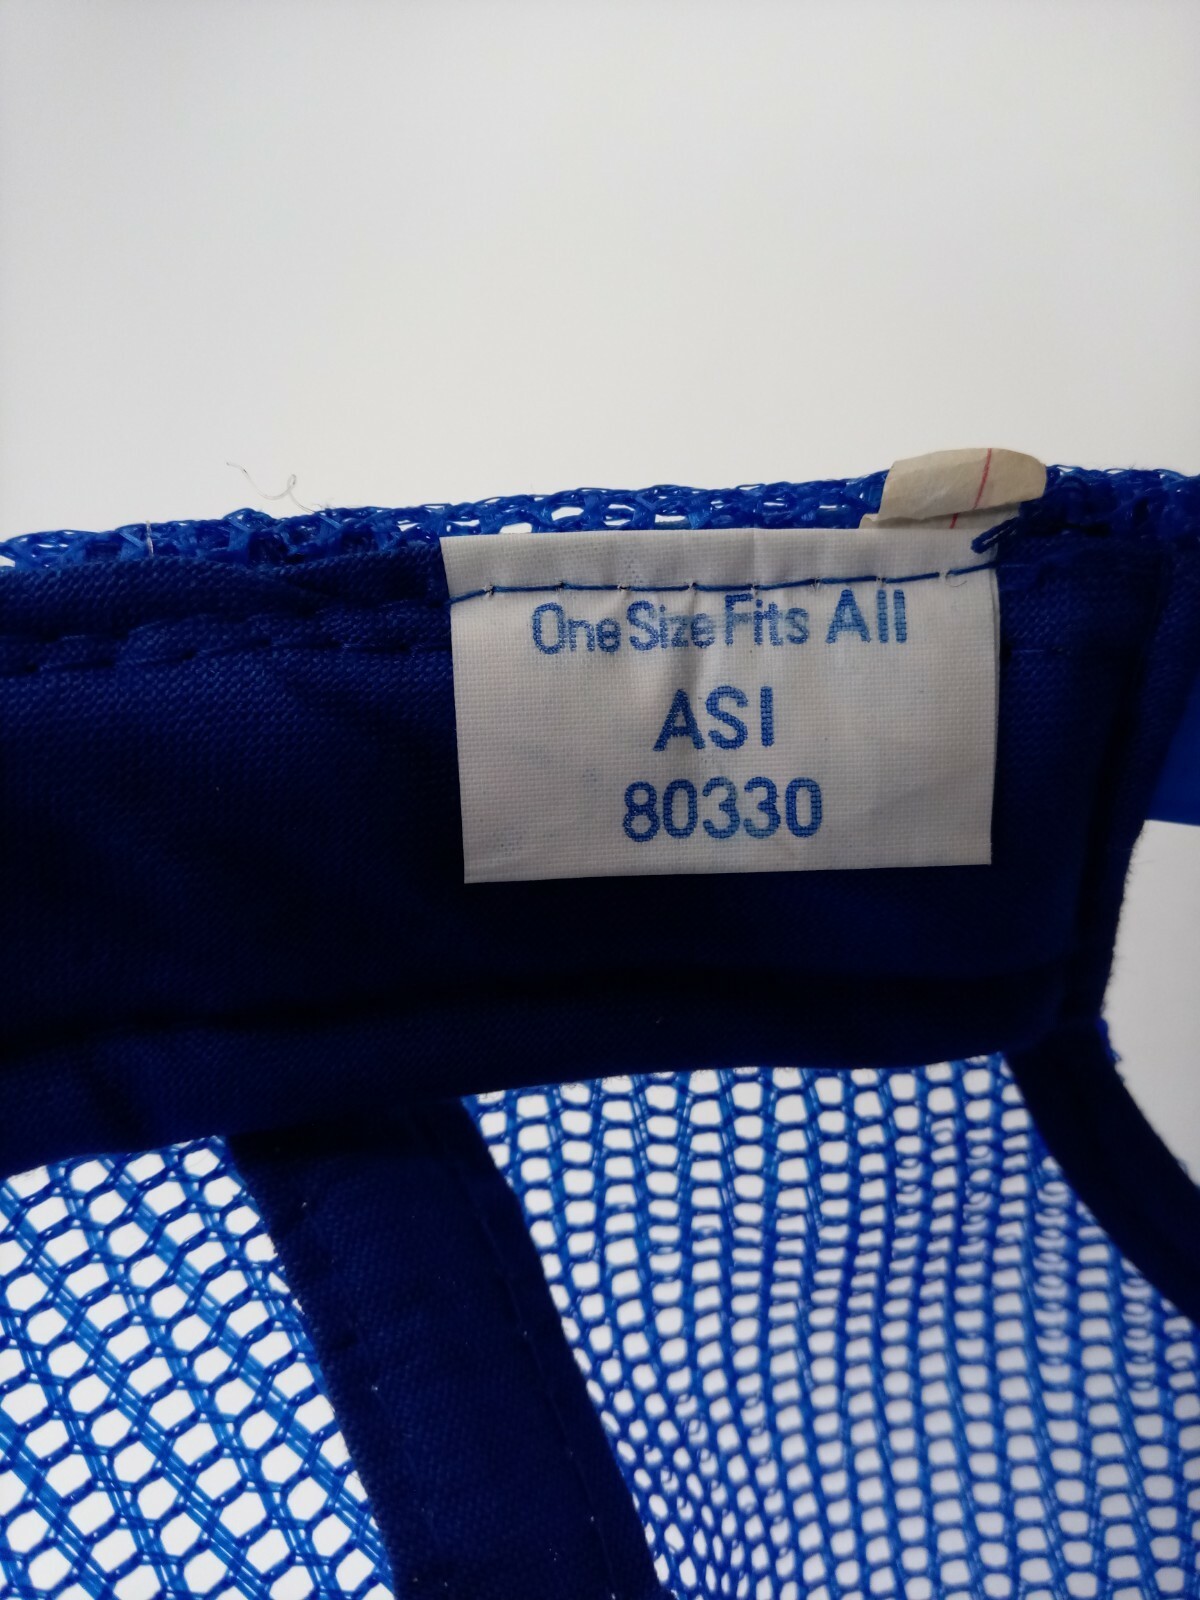 One Size Fits All
ASI
80330